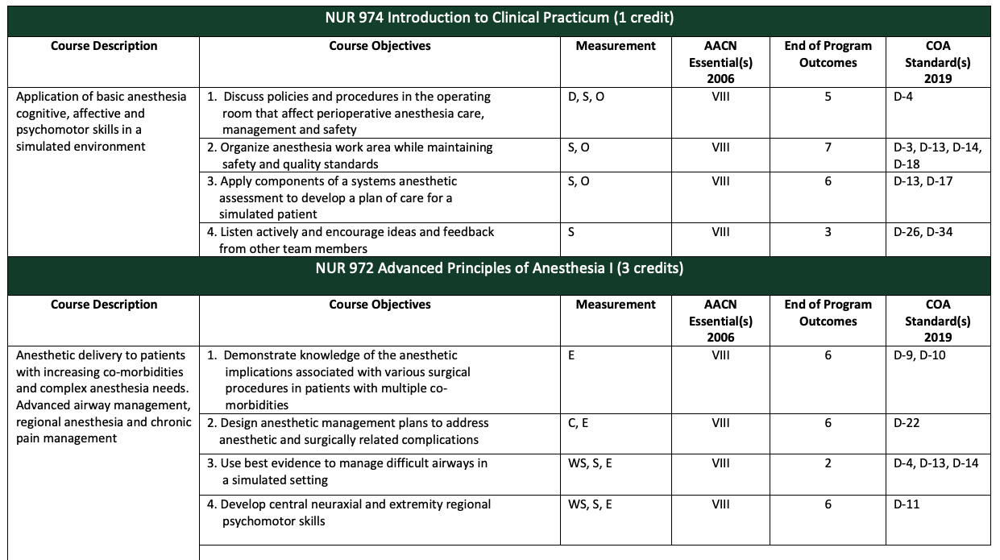 NUR 974 Introduction to Clinical Practicum (1 credit)
Course Description
Course Objectives
Measurement
AACN
Essential(s)
2006
End of Program
Outcomes
COA
Standard(s)
2019
Application of basic anesthesia
cognitive, affective and
psychomotor skills in a
simulated environment
1. Discuss policies and procedures in the operating
room that affect perioperative anesthesia care,
management and safety
D, S, O
VIII
5
D-4
2. Organize anesthesia work area while maintaining
safety and quality standards
S, O
VIII
7
D-3, D-13, D-14,
D-18
3. Apply components of a systems anesthetic
assessment to develop a plan of care for a
simulated patient
S, O
VIII
6
D-13, D-17
4. Listen actively and encourage ideas and feedback
from other team members
S
VIII
3
D-26, D-34
NUR 972 Advanced Principles of Anesthesia I (3 credits)
Course Description
Course Objectives
Measurement
AACN
Essential(s)
2006
End of Program
Outcomes
COA
Standard(s)
2019
Anesthetic delivery to patients
with increasing co-morbidities
and complex anesthesia needs.
Advanced airway management,
regional anesthesia and chronic
pain management
1. Demonstrate knowledge of the anesthetic
implications associated with various surgical
procedures in patients with multiple co-
morbidities
E
VIII
6
D-9, D-10
2. Design anesthetic management plans to address
anesthetic and surgically related complications
C, E
VIII
6
D-22
3. Use best evidence to manage difficult airways in
a simulated setting
WS, S, E
VIII
2
D-4, D-13, D-14
4. Develop central neuraxial and extremity regional
psychomotor skills
WS, S, E
VIII
6
D-11